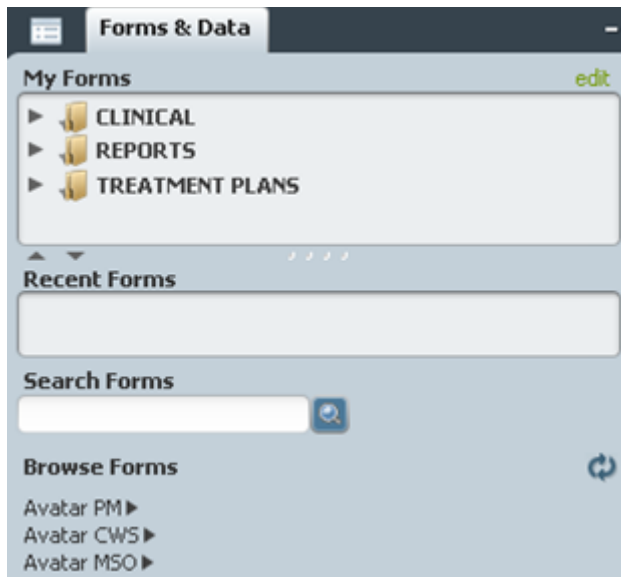 Forms & Data
My Forms edit
CLINICAL
REPORTS
TREATMENT PLANS
Recent Forms
Search Forms
Browse Forms
Avatar PM
Avatar CWS
Avatar MSO